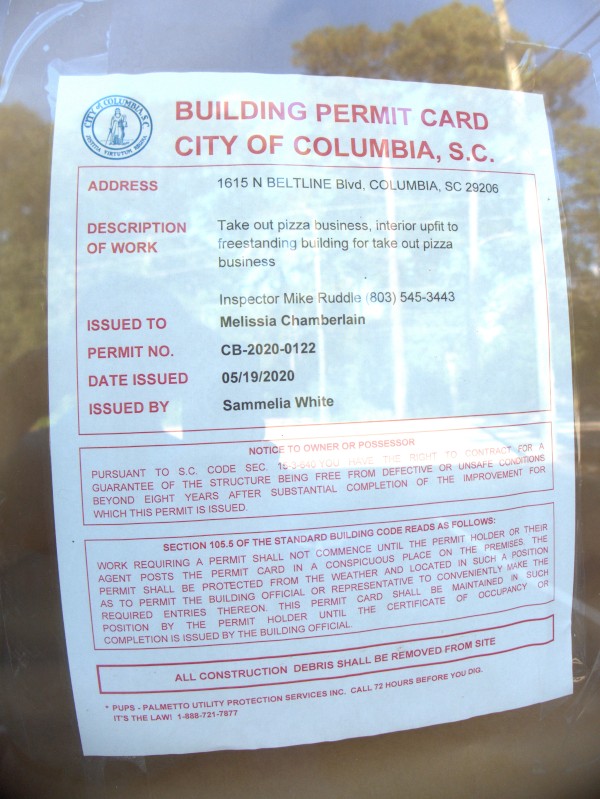 CITY OF COLUMBIA, S.C.
JUSTITIA VIRTUTUM REGINA
BUILDING PERMIT CARD
CITY OF COLUMBIA, S.C.
ADDRESS 1615 N BELTLINE Blvd, COLUMBIA, SC 29206
DESCRIPTION Take out pizza business, interior upfit to
OF WORK freestanding building for take out pizza
business
Inspector Mike Ruddle (803) 545-3443
ISSUED TO Melissia Chamberlain
PERMIT NO. CB-2020-0122
DATE ISSUED 05/19/2020
ISSUED BY Sammelia White
NOTICE TO OWNER OR POSSESSOR
PURSUANT TO S.C. CODE SEC. 15-3-640 YOU HAVE THE RIGHT TO CONTRACT FOR A
GUARANTEE OF THE STRUCTURE BEING FREE FROM DEFECTIVE OR UNSAFE CONDITIONS
BEYOND EIGHT YEARS AFTER SUBSTANTIAL COMPLETION OF THE IMPROVEMENT FOR
WHICH THIS PERMIT IS ISSUED.
SECTION 105.5 OF THE STANDARD BUILDING CODE READS AS FOLLOWS:
WORK REQUIRING A PERMIT SHALL NOT COMMENCE UNTIL THE PERMIT HOLDER OR THEIR
AGENT POSTS THE PERMIT CARD IN A CONSPICUOUS PLACE ON THE PREMISES. THE
PERMIT SHALL BE PROTECTED FROM THE WEATHER AND LOCATED IN SUCH A POSITION
AS TO PERMIT THE BUILDING OFFICIAL OR REPRESENTATIVE TO CONVENIENTLY MAKE THE
REQUIRED ENTRIES THEREON. THIS PERMIT CARD SHALL BE MAINTAINED IN SUCH
POSITION BY THE PERMIT HOLDER UNTIL THE CERTIFICATE OF OCCUPANCY OR
COMPLETION IS ISSUED BY THE BUILDING OFFICIAL.
ALL CONSTRUCTION DEBRIS SHALL BE REMOVED FROM SITE
* PUPS - PALMETTO UTILITY PROTECTION SERVICES INC. CALL 72 HOURS BEFORE YOU DIG.
IT'S THE LAW! 1-888-721-7877